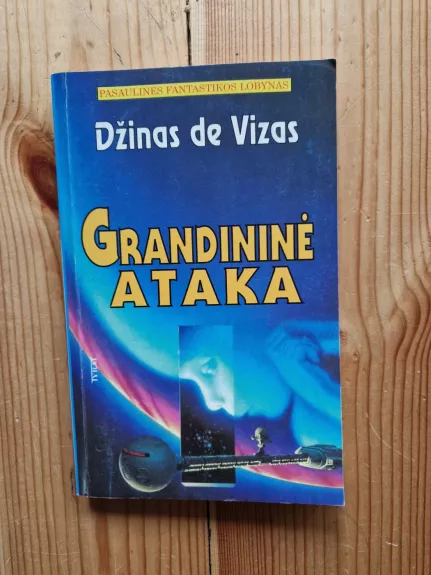 PASAULINĖS FANTASTIKOS LOBYNAS
Džinas de Vizas
GRANDININĖ
ATAKA